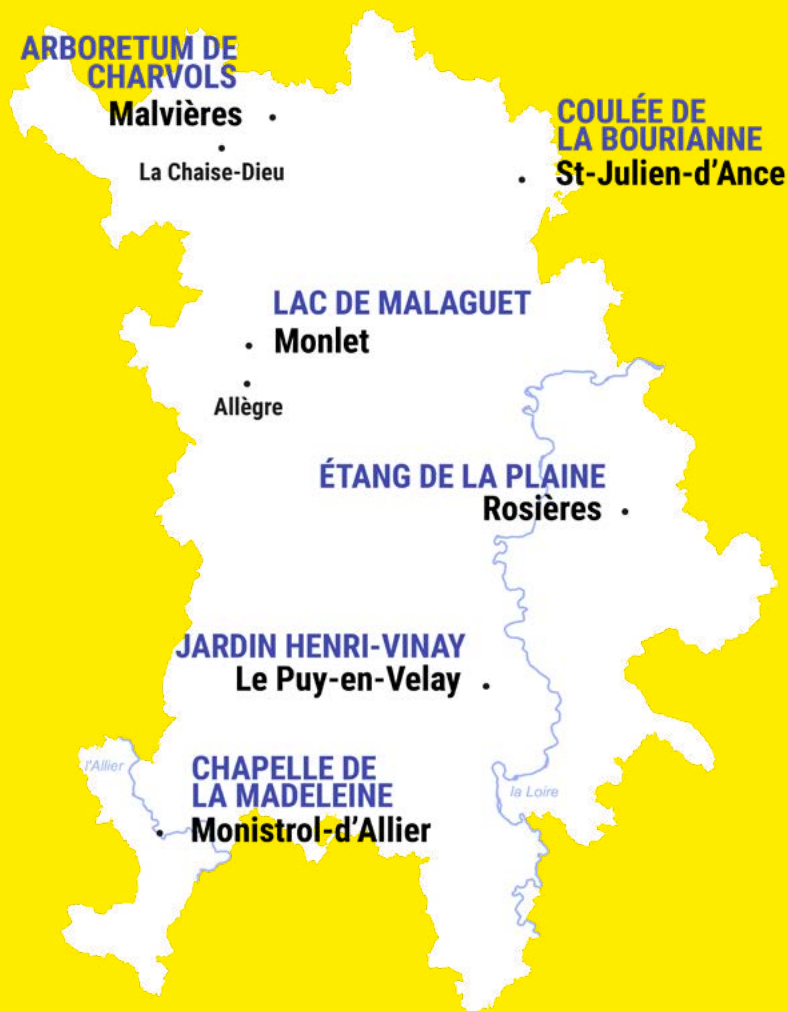 ARBORETUM DE
CHARVOLS
Malvières
La Chaise-Dieu
COULÉE DE
LA BOURIANNE
St-Julien-d'Ance
LAC DE MALAGUET
Monlet
Allègre
ÉTANG DE LA PLAINE
Rosières
JARDIN HENRI-VINAY
Le Puy-en-Velay
l'Allier
CHAPELLE DE
LA MADELEINE
Monistrol-d'Allier
la Loire